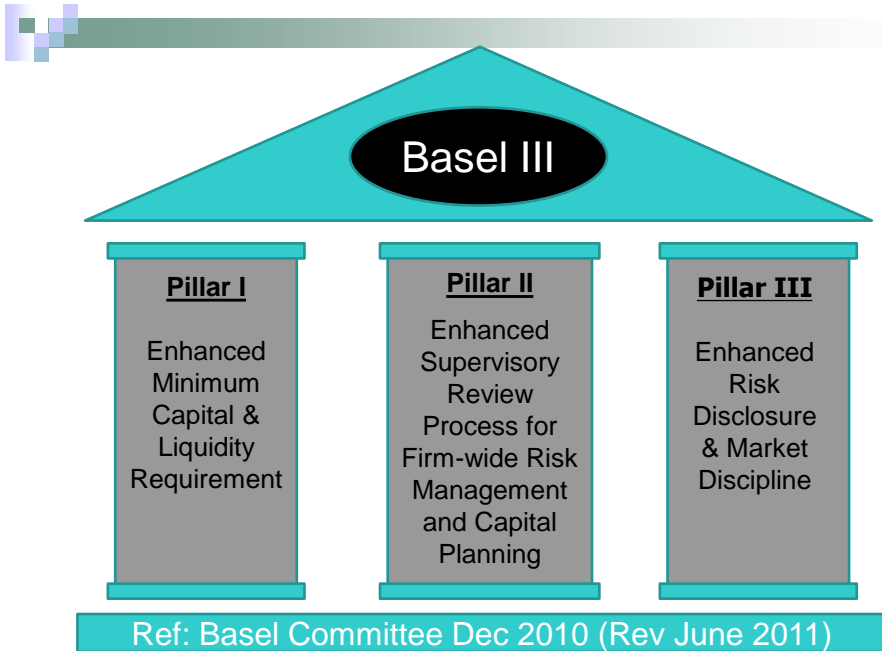 Basel III
Pillar I
Enhanced
Minimum
Capital &
Liquidity
Requirement
Pillar II
Enhanced
Supervisory
Review
Process for
Firm-wide Risk
Management
and Capital
Planning
Pillar III
Enhanced
Risk
Disclosure
& Market
Discipline
Ref: Basel Committee Dec 2010 (Rev June 2011)